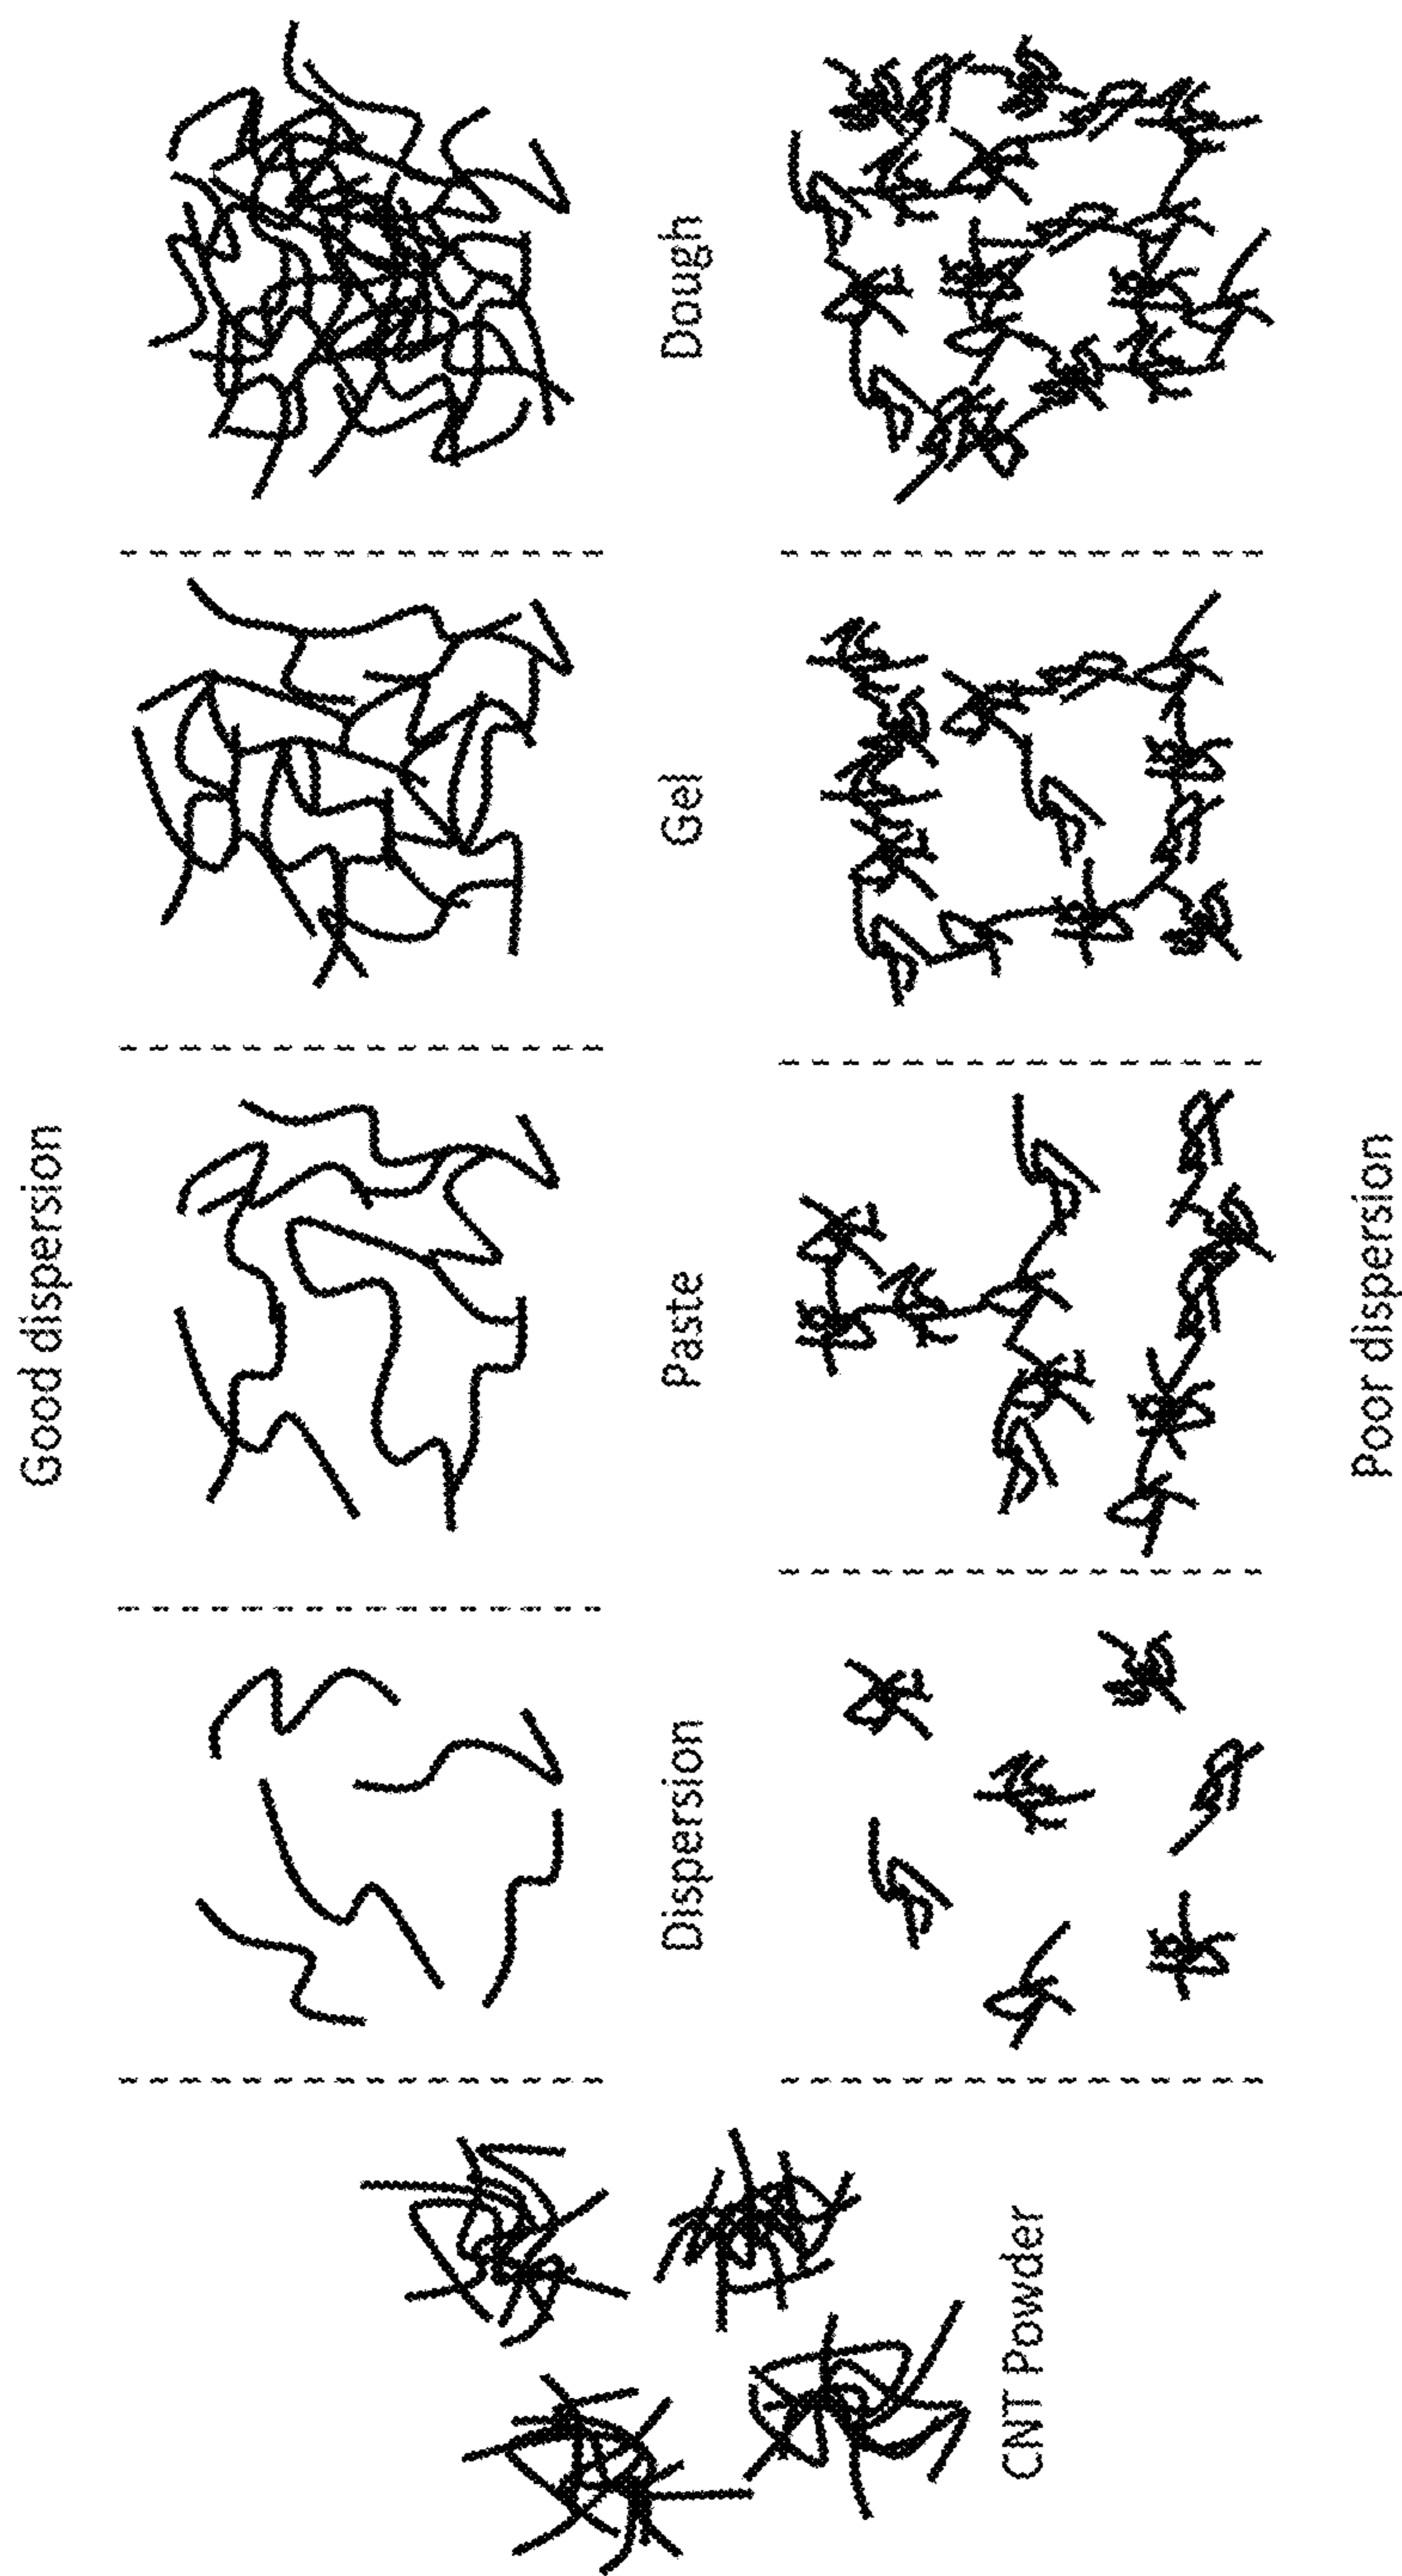 Good dispersion
CNT Powder
Dispersion
Paste
Gel
Dough
Poor dispersion